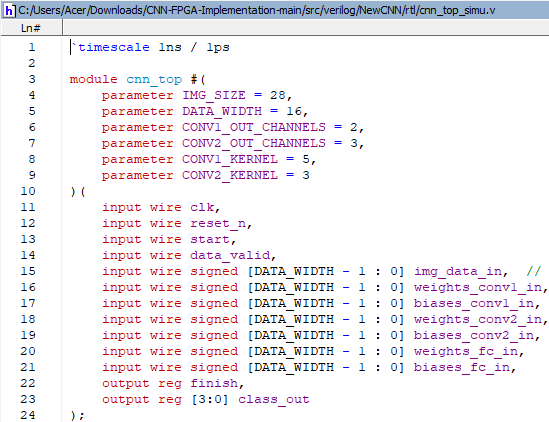 C:/Users/Acer/Downloads/CNN-FPGA-Implementation-main/src/verilog/NewCNN/rtl/cnn_top_simu.v
Ln#
1 `timescale 1ns / 1ps
2
3 module cnn_top #(
4 parameter IMG_SIZE = 28,
5 parameter DATA_WIDTH = 16,
6 parameter CONV1_OUT_CHANNELS = 2,
7 parameter CONV2_OUT_CHANNELS = 3,
8 parameter CONV1_KERNEL = 5,
9 parameter CONV2_KERNEL = 3
10 )(
11 input wire clk,
12 input wire reset_n,
13 input wire start,
14 input wire data_valid,
15 input wire signed [DATA_WIDTH - 1 : 0] img_data_in, //
16 input wire signed [DATA_WIDTH - 1 : 0] weights_conv1_in,
17 input wire signed [DATA_WIDTH - 1 : 0] biases_conv1_in,
18 input wire signed [DATA_WIDTH - 1 : 0] weights_conv2_in,
19 input wire signed [DATA_WIDTH - 1 : 0] biases_conv2_in,
20 input wire signed [DATA_WIDTH - 1 : 0] weights_fc_in,
21 input wire signed [DATA_WIDTH - 1 : 0] biases_fc_in,
22 output reg finish,
23 output reg [3:0] class_out
24 );